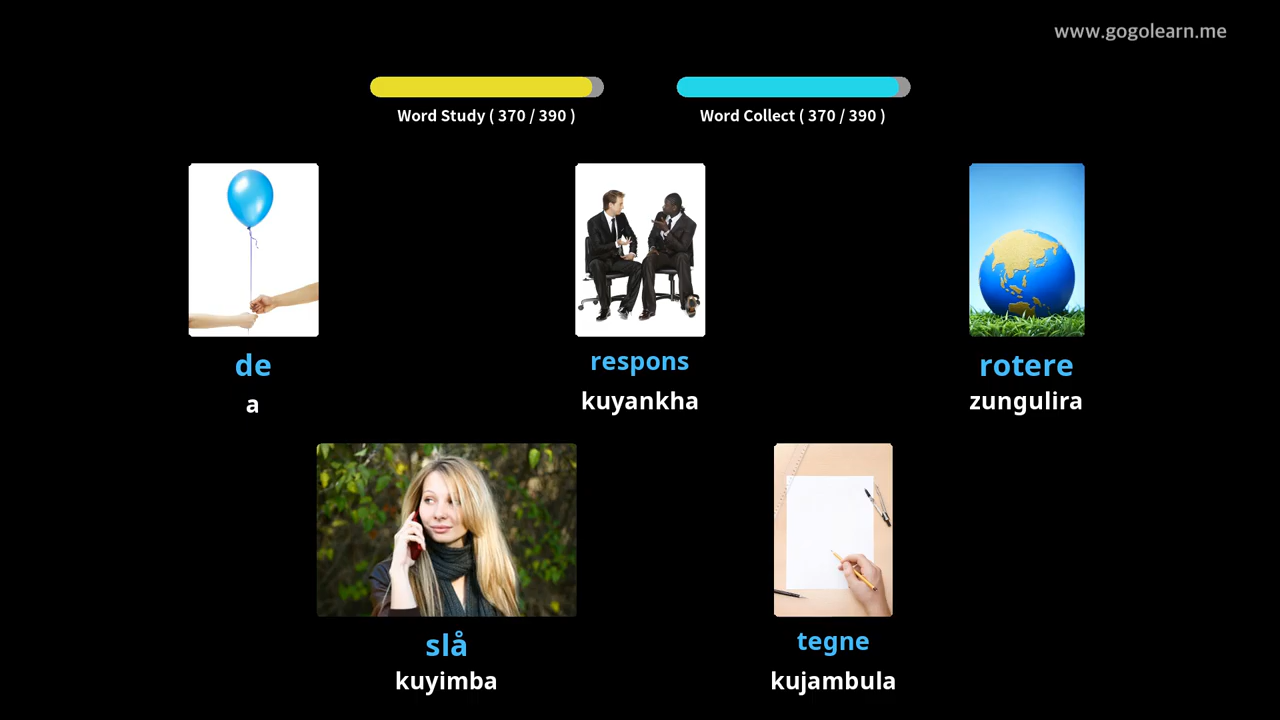 www.gogolearn.me
Word Study ( 370 / 390 )
Word Collect ( 370 / 390 )
de
a
respons
kuyankha
rotere
zungulira
slå
kuyimba
tegne
kujambula